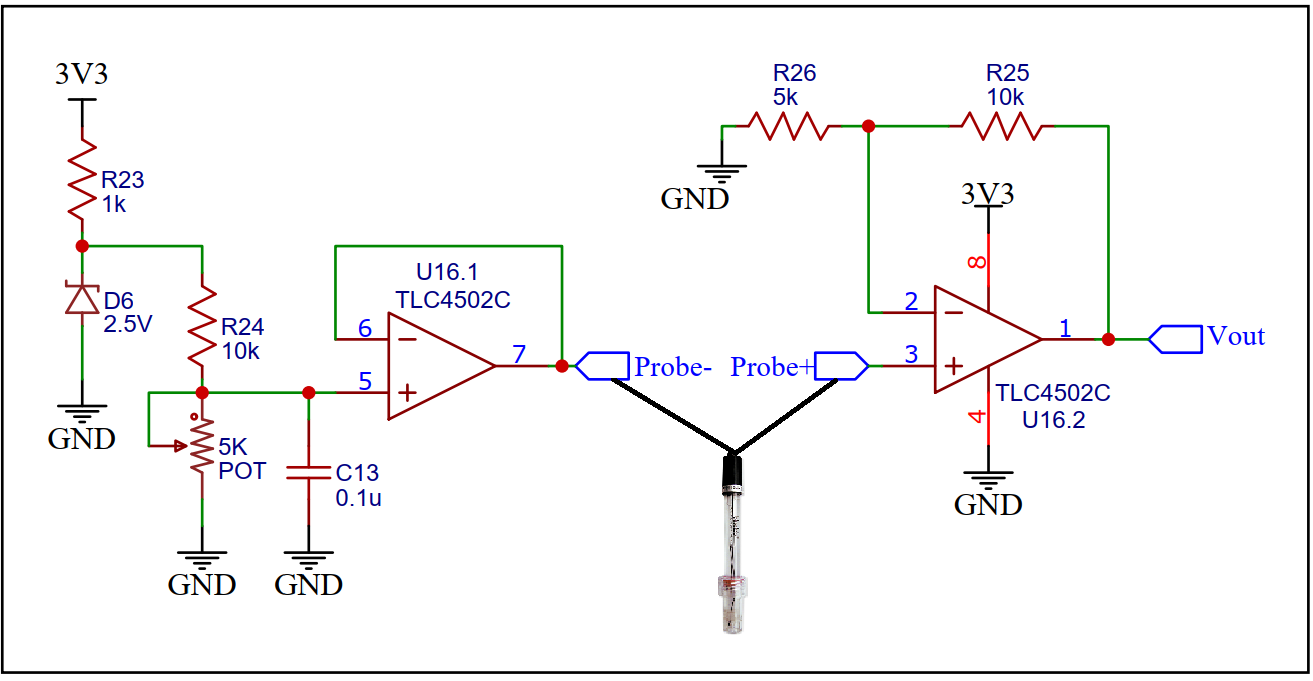 3V3
R23
1k
D6
2.5V
GND
R24
10k
5K
POT
GND
C13
0.1u
GND
U16.1
TLC4502C
6
5
7
Probe-
Probe+
R26
5k
GND
R25
10k
3V3
8
2
3
1
4
TLC4502C
U16.2
GND
Vout